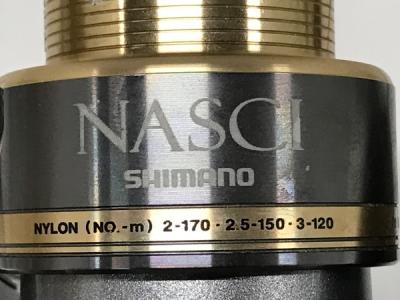 NASCI
SHIMANO
NYLON (NO.-m) 2-170 · 2.5-150 · 3-120